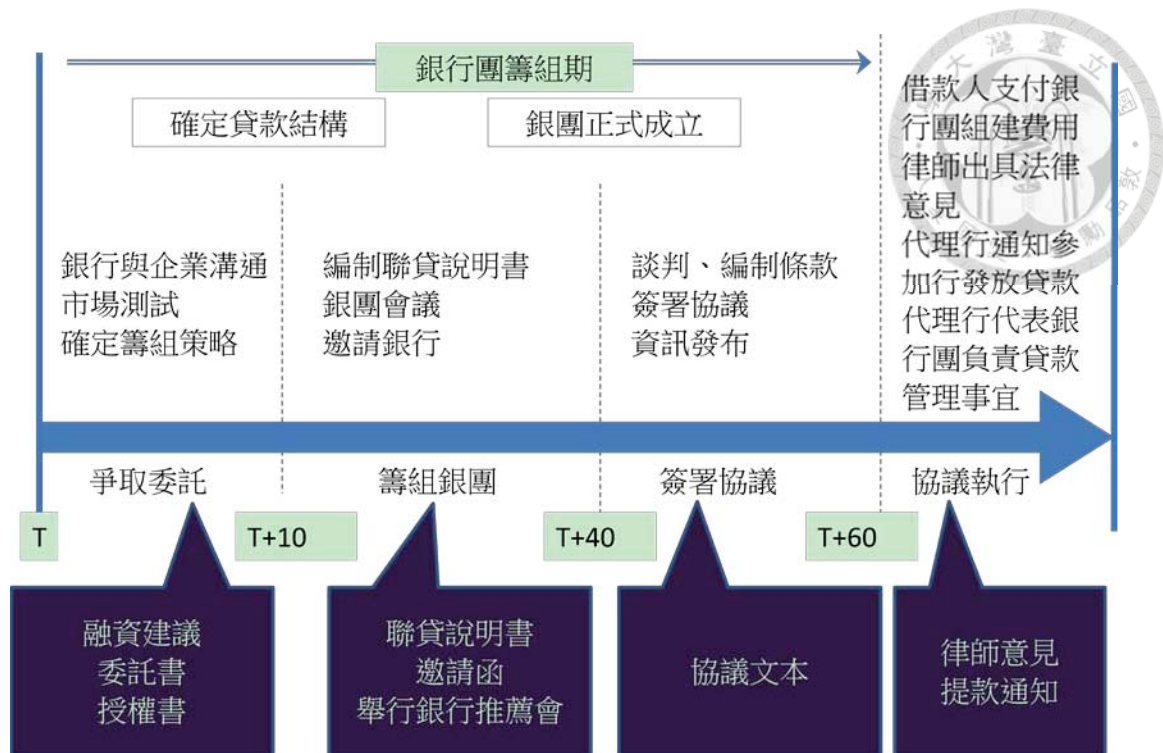 銀行團籌組期
確定貸款結構
銀團正式成立
銀行與企業溝通
市場測試
確定籌組策略
編制聯貸說明書
銀團會議
邀請銀行
談判、編制條款
簽署協議
資訊發布
借款人支付銀
行團組建費用
律師出具法律
意見
代理行通知參
加行發放貸款
代理行代表銀
行團負責貸款
管理事宜
爭取委託
籌組銀團
簽署協議
協議執行
T
T+10
T+40
T+60
融資建議
委託書
授權書
聯貸說明書
邀請函
舉行銀行推薦會
協議文本
律師意見
提款通知